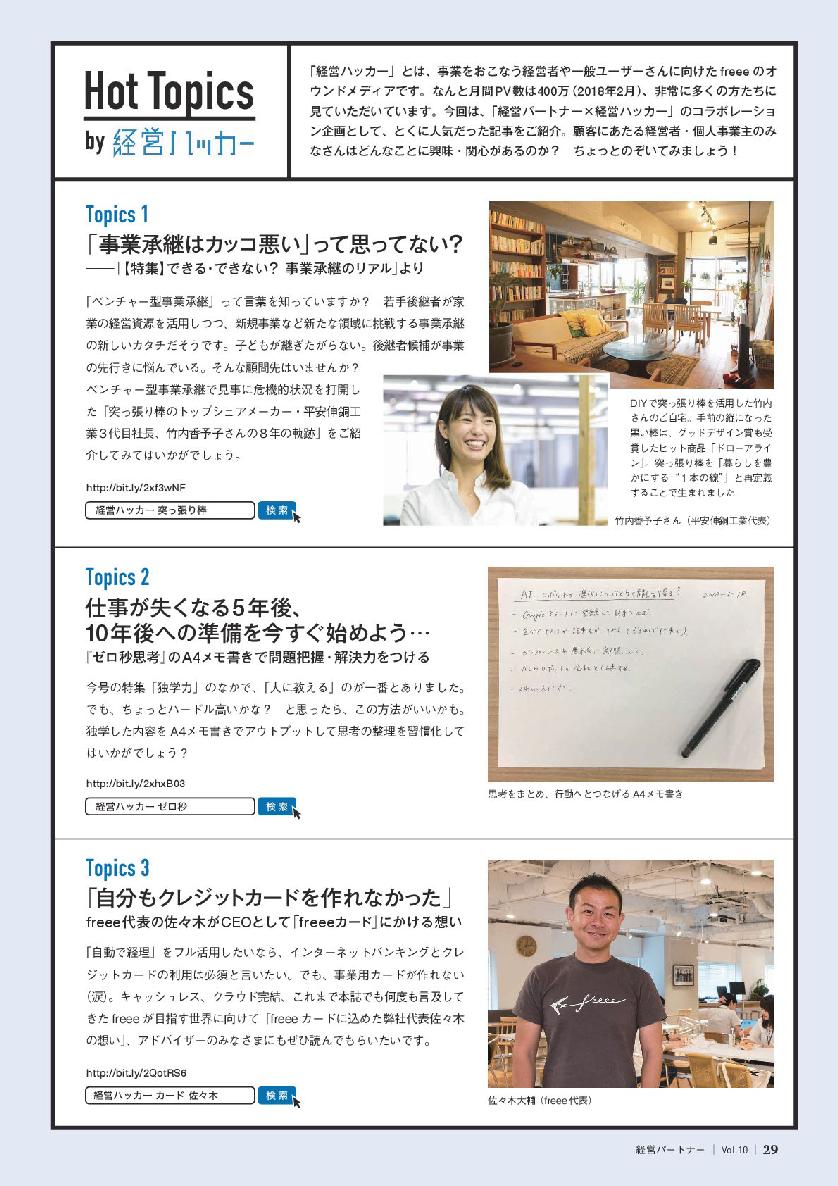 Hot Topics
by 経営ハッカー
「経営ハッカー」とは、事業をおこなう経営者や一般ユーザーさんに向けた freee のオ
ウンドメディアです。なんと月間PV数は400万（2018年2月）、非常に多くの方たちに
見ていただいています。今回は、「経営パートナー×経営ハッカー」のコラボレーショ
ン企画として、とくに人気だった記事をご紹介。顧客にあたる経営者・個人事業主のみ
なさんはどんなことに興味・関心があるのか？　ちょっとのぞいてみましょう！
Topics 1
「事業承継はカッコ悪い」って思ってない？
――「【特集】できる・できない？ 事業承継のリアル」より
「ベンチャー型事業承継」って言葉を知っていますか？　若手後継者が家
業の経営資源を活用しつつ、新規事業など新たな領域に挑戦する事業承継
の新しいカタチだそうです。子どもが継ぎたがらない。後継者候補が事業
の先行きに悩んでいる。そんな顧問先はいませんか？
ベンチャー型事業承継で見事に危機的状況を打開し
た「突っ張り棒のトップシェアメーカー・平安伸銅工
業３代目社長、竹内香予子さんの８年の軌跡」をご紹
介してみてはいかがでしょう。
http://bit.ly/2xf3wNF
経営ハッカー 突っ張り棒
検 索
DIYで突っ張り棒を活用した竹内
さんのご自宅。手前の縦になった
黒い棒は、グッドデザイン賞も受
賞したヒット商品「ドローアライ
ン」。突っ張り棒を「暮らしを豊
かにする “１本の線”」と再定義
することで生まれました
竹内香予子さん（平安伸銅工業代表）
Topics 2
仕事が失くなる5年後、
10年後への準備を今すぐ始めよう…
『ゼロ秒思考』のA4メモ書きで問題把握・解決力をつける
今号の特集「独学力」のなかで、「人に教える」のが一番とありました。
でも、ちょっとハードル高いかな？　と思ったら、この方法がいいかも。
独学した内容を A4メモ書きでアウトプットして思考の整理を習慣化して
はいかがでしょう？
http://bit.ly/2xhxB03
経営ハッカー ゼロ秒
検 索
思考をまとめ、行動へとつなげる A4メモ書き
Topics 3
「自分もクレジットカードを作れなかった」
freee代表の佐々木がCEOとして「freeeカード」にかける想い
『自動で経理』をフル活用したいなら、インターネットバンキングとクレ
ジットカードの利用は必須と言いたい。でも、事業用カードが作れない
（涙）。キャッシュレス、クラウド完結、これまで本誌でも何度も言及して
きた freee が目指す世界に向けて「freee カードに込めた弊社代表佐々木
の想い」、アドバイザーのみなさまにもぜひ読んでもらいたいです。
http://bit.ly/2QotRS6
経営ハッカー カード 佐々木
検 索
freee
佐々木大輔（freee代表）
経営パートナー ｜ Vol.10 ｜ 29